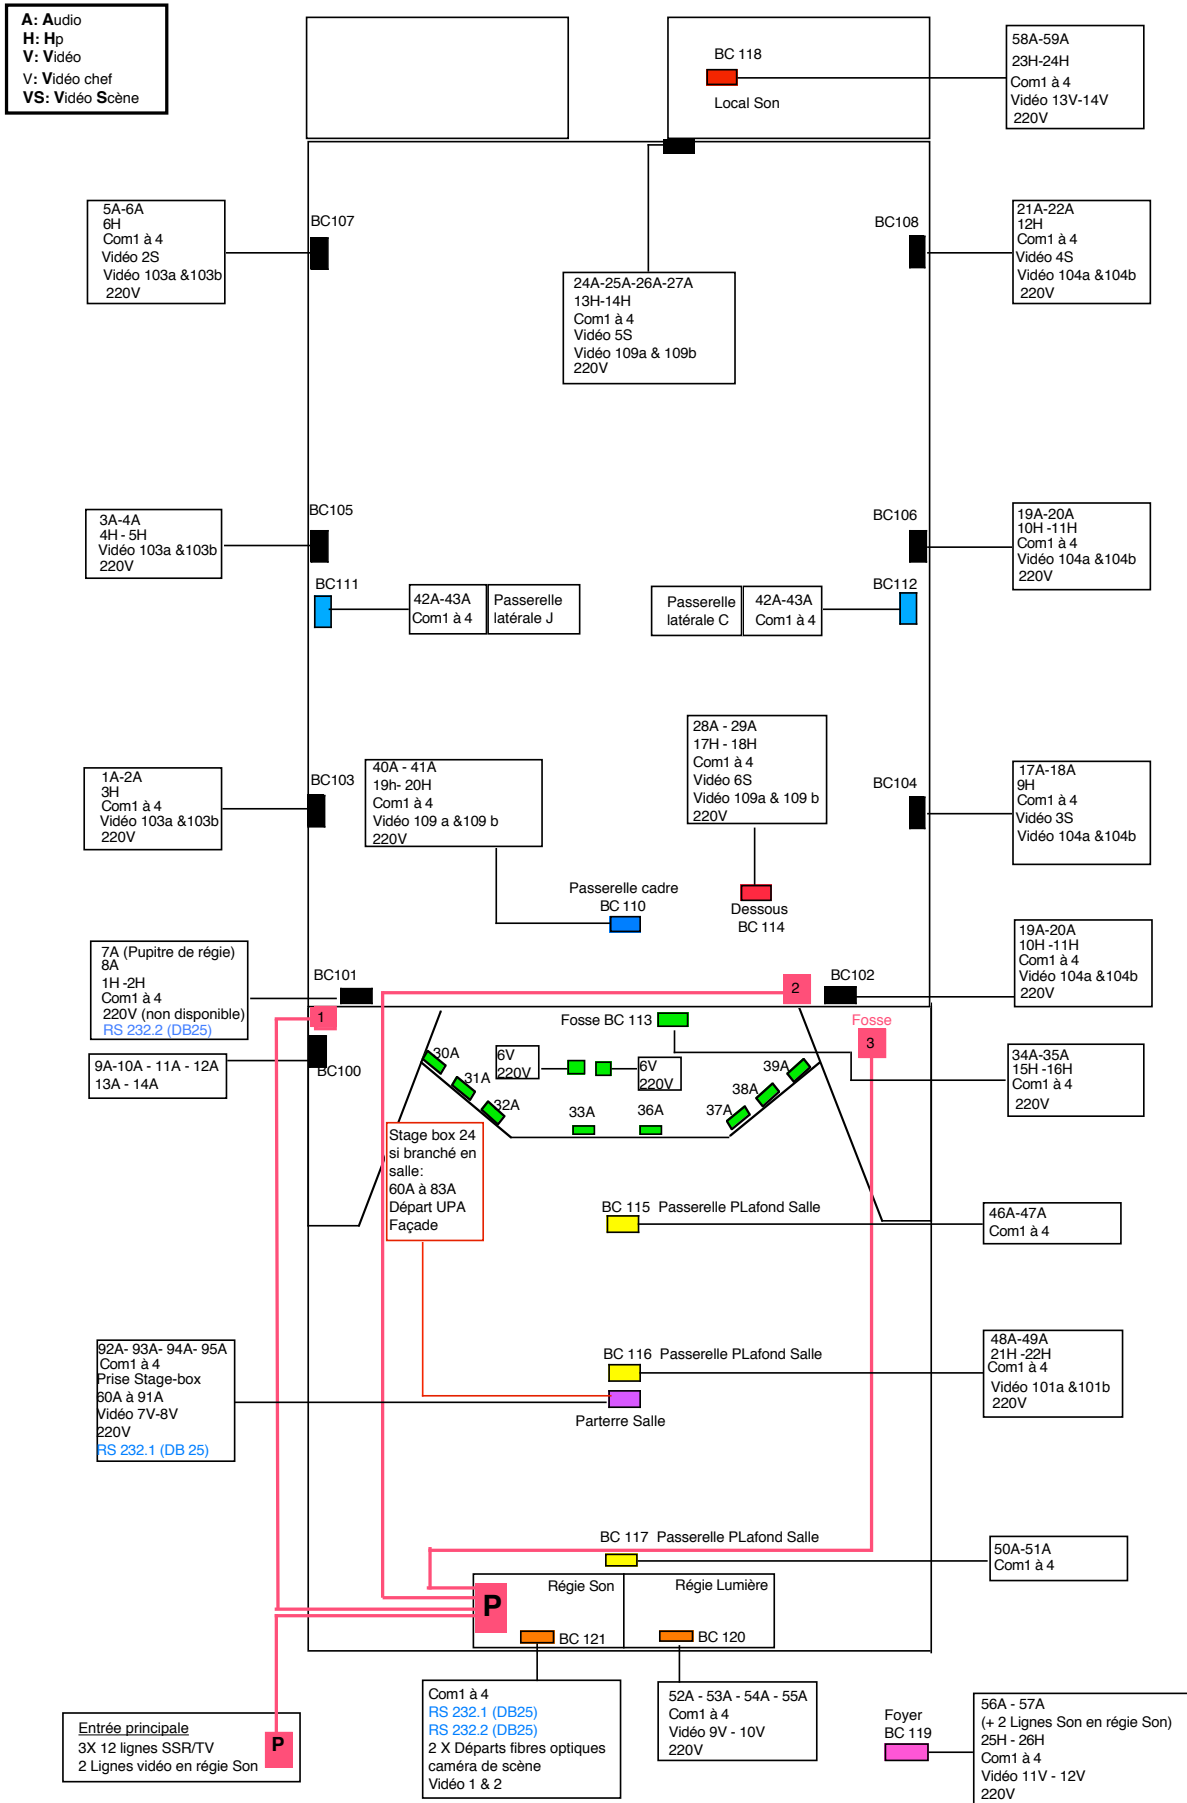 A: Audio
H: Hp
V: Vidéo
V: Vidéo chef
VS: Vidéo Scène
BC 118
Local Son
58A-59A
23H-24H
Com1 à 4
Vidéo 13V-14V
220V
5A-6A
6H
Com1 à 4
Vidéo 2S
Vidéo 103a &103b
220V
BC107
24A-25A-26A-27A
13H-14H
Com1 à 4
Vidéo 5S
Vidéo 109a & 109b
220V
BC108
21A-22A
12H
Com1 à 4
Vidéo 4S
Vidéo 104a &104b
220V
3A-4A
4H - 5H
Vidéo 103a &103b
220V
BC105
BC106
19A-20A
10H -11H
Com1 à 4
Vidéo 104a &104b
220V
BC111
42A-43A
Com1 à 4
Passerelle
latérale J
Passerelle
latérale C
42A-43A
Com1 à 4
BC112
1A-2A
3H
Com1 à 4
Vidéo 103a &103b
220V
BC103
40A - 41A
19h- 20H
Com1 à 4
Vidéo 109 a &109 b
220V
28A - 29A
17H - 18H
Com1 à 4
Vidéo 6S
Vidéo 109a & 109 b
220V
BC104
17A-18A
9H
Com1 à 4
Vidéo 3S
Vidéo 104a &104b
Passerelle cadre
BC 110
Dessous
BC 114
7A (Pupitre de régie)
8A
1H -2H
Com1 à 4
220V (non disponible)
RS 232.2 (DB25)
BC101
2
BC102
19A-20A
10H -11H
Com1 à 4
Vidéo 104a &104b
220V
1
Fosse BC 113
Fosse
3
9A-10A - 11A - 12A
13A - 14A
BC100
30A
31A
32A
6V
220V
6V
220V
33A
36A
37A
38A
39A
34A-35A
15H -16H
Com1 à 4
220V
Stage box 24
si branché en
salle:
60A à 83A
Départ UPA
Façade
BC 115 Passerelle PLafond Salle
46A-47A
Com1 à 4
92A- 93A- 94A- 95A
Com1 à 4
Prise Stage-box
60A à 91A
Vidéo 7V-8V
220V
RS 232.1 (DB 25)
BC 116 Passerelle PLafond Salle
Parterre Salle
48A-49A
21H -22H
Com1 à 4
Vidéo 101a &101b
220V
BC 117 Passerelle PLafond Salle
50A-51A
Com1 à 4
P
Régie Son
Régie Lumière
BC 121
BC 120
Entrée principale
3X 12 lignes SSR/TV
2 Lignes vidéo en régie Son
P
Com1 à 4
RS 232.1 (DB25)
RS 232.2 (DB25)
2 X Départs fibres optiques
caméra de scène
Vidéo 1 & 2
52A - 53A - 54A - 55A
Com1 à 4
Vidéo 9V - 10V
220V
Foyer
BC 119
56A - 57A
(+ 2 Lignes Son en régie Son)
25H - 26H
Com1 à 4
Vidéo 11V - 12V
220V